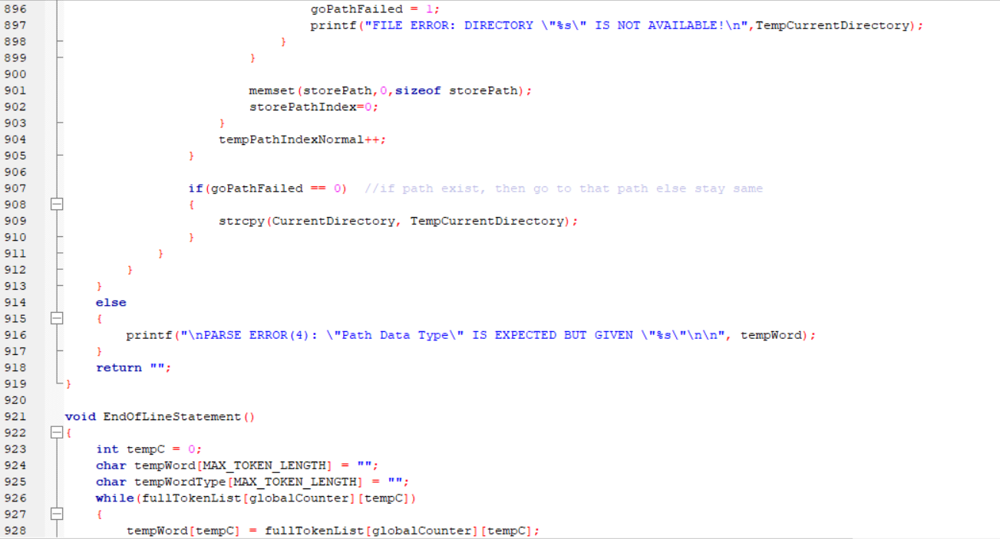 896 goPathFailed = 1;
897 printf("FILE ERROR: DIRECTORY \"%s\" IS NOT AVAILABLE!\n",TempCurrentDirectory);
898 }
899 }
900
901 memset(storePath,0,sizeof storePath);
902 storePathIndex=0;
903 }
904 tempPathIndexNormal++;
905 }
906
907 if(goPathFailed == 0)  //if path exist, then go to that path else stay same
908 {
909 strcpy(CurrentDirectory, TempCurrentDirectory);
910 }
911 }
912 }
913 }
914 else
915 {
916 printf("\nPARSE ERROR(4): \"Path Data Type\" IS EXPECTED BUT GIVEN \"%s\"\n\n", tempWord);
917 }
918 return "";
919 }
920
921 void EndOfLineStatement()
922 {
923 int tempC = 0;
924 char tempWord[MAX_TOKEN_LENGTH] = "";
925 char tempWordType[MAX_TOKEN_LENGTH] = "";
926 while(fullTokenList[globalCounter][tempC])
927 {
928 tempWord[tempC] = fullTokenList[globalCounter][tempC];